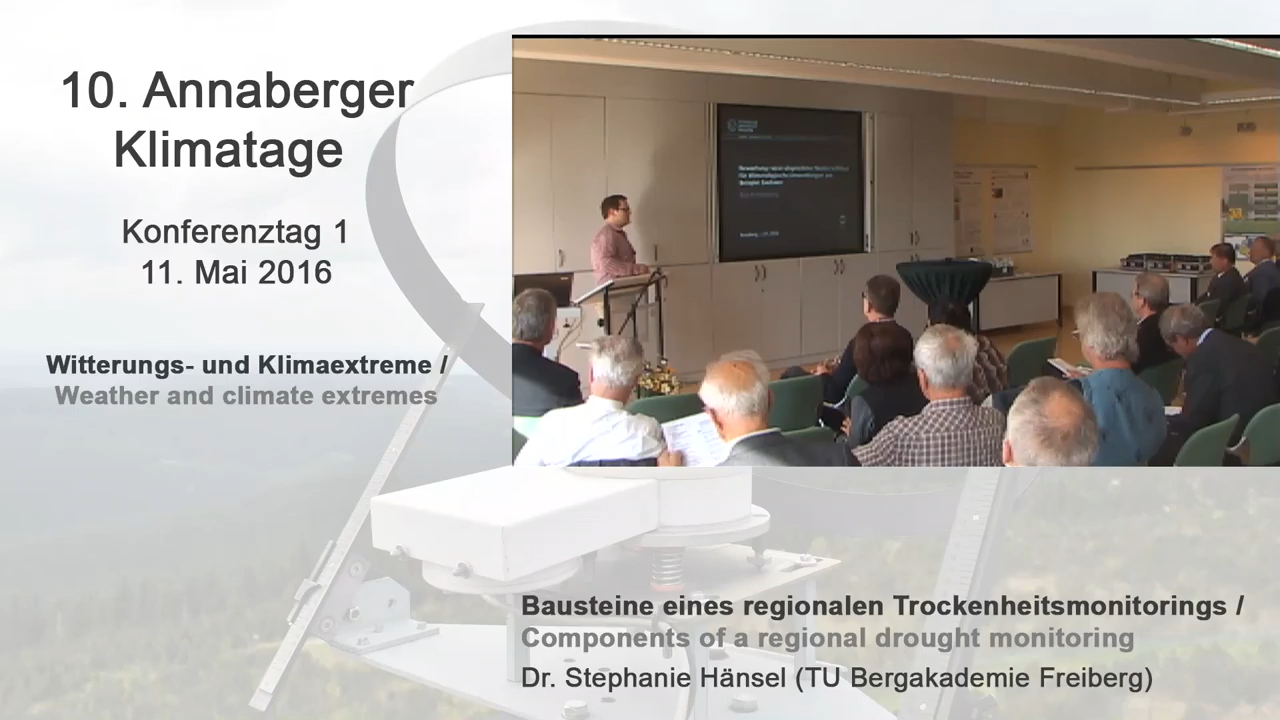 10. Annaberger
Klimatage
Konferenztag 1
11. Mai 2016
Witterungs- und Klimaextreme /
Weather and climate extremes
Bausteine eines regionalen Trockenheitsmonitorings /
Components of a regional drought monitoring
Dr. Stephanie Hänsel (TU Bergakademie Freiberg)